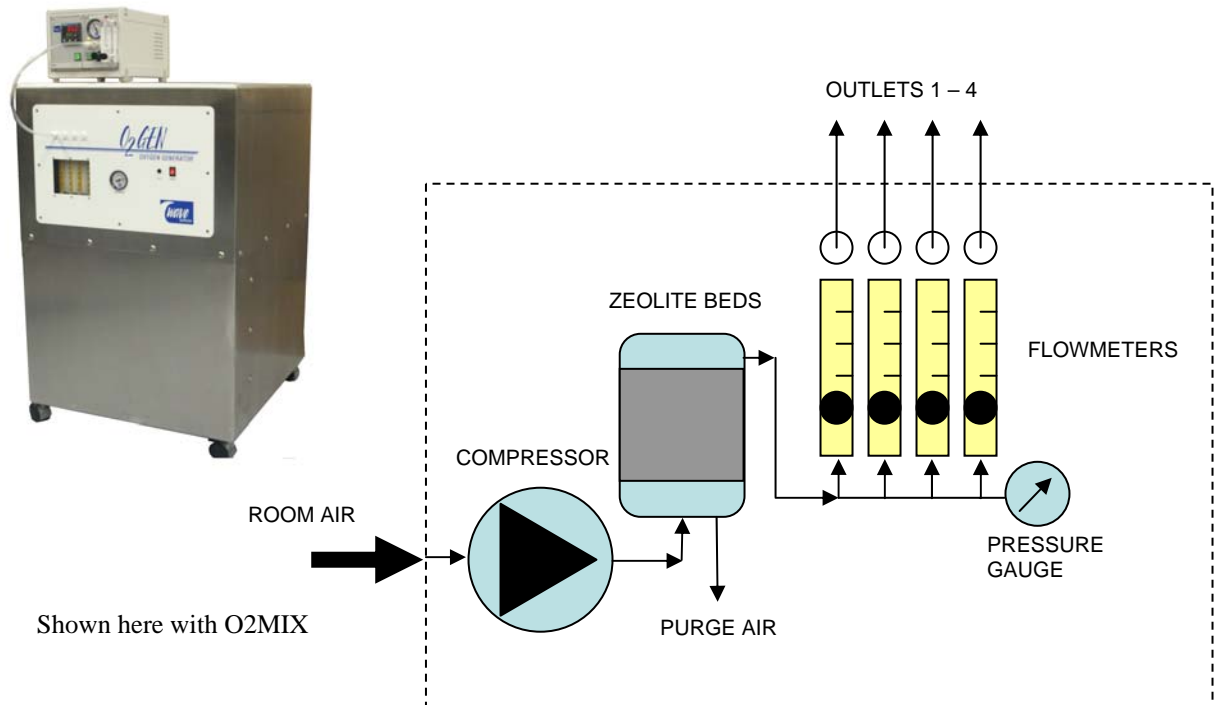 O2GEN
OXYGEN GENERATOR
wave
OUTLETS 1 – 4
ZEOLITE BEDS
FLOWMETERS
COMPRESSOR
ROOM AIR
PRESSURE
GAUGE
PURGE AIR
Shown here with O2MIX